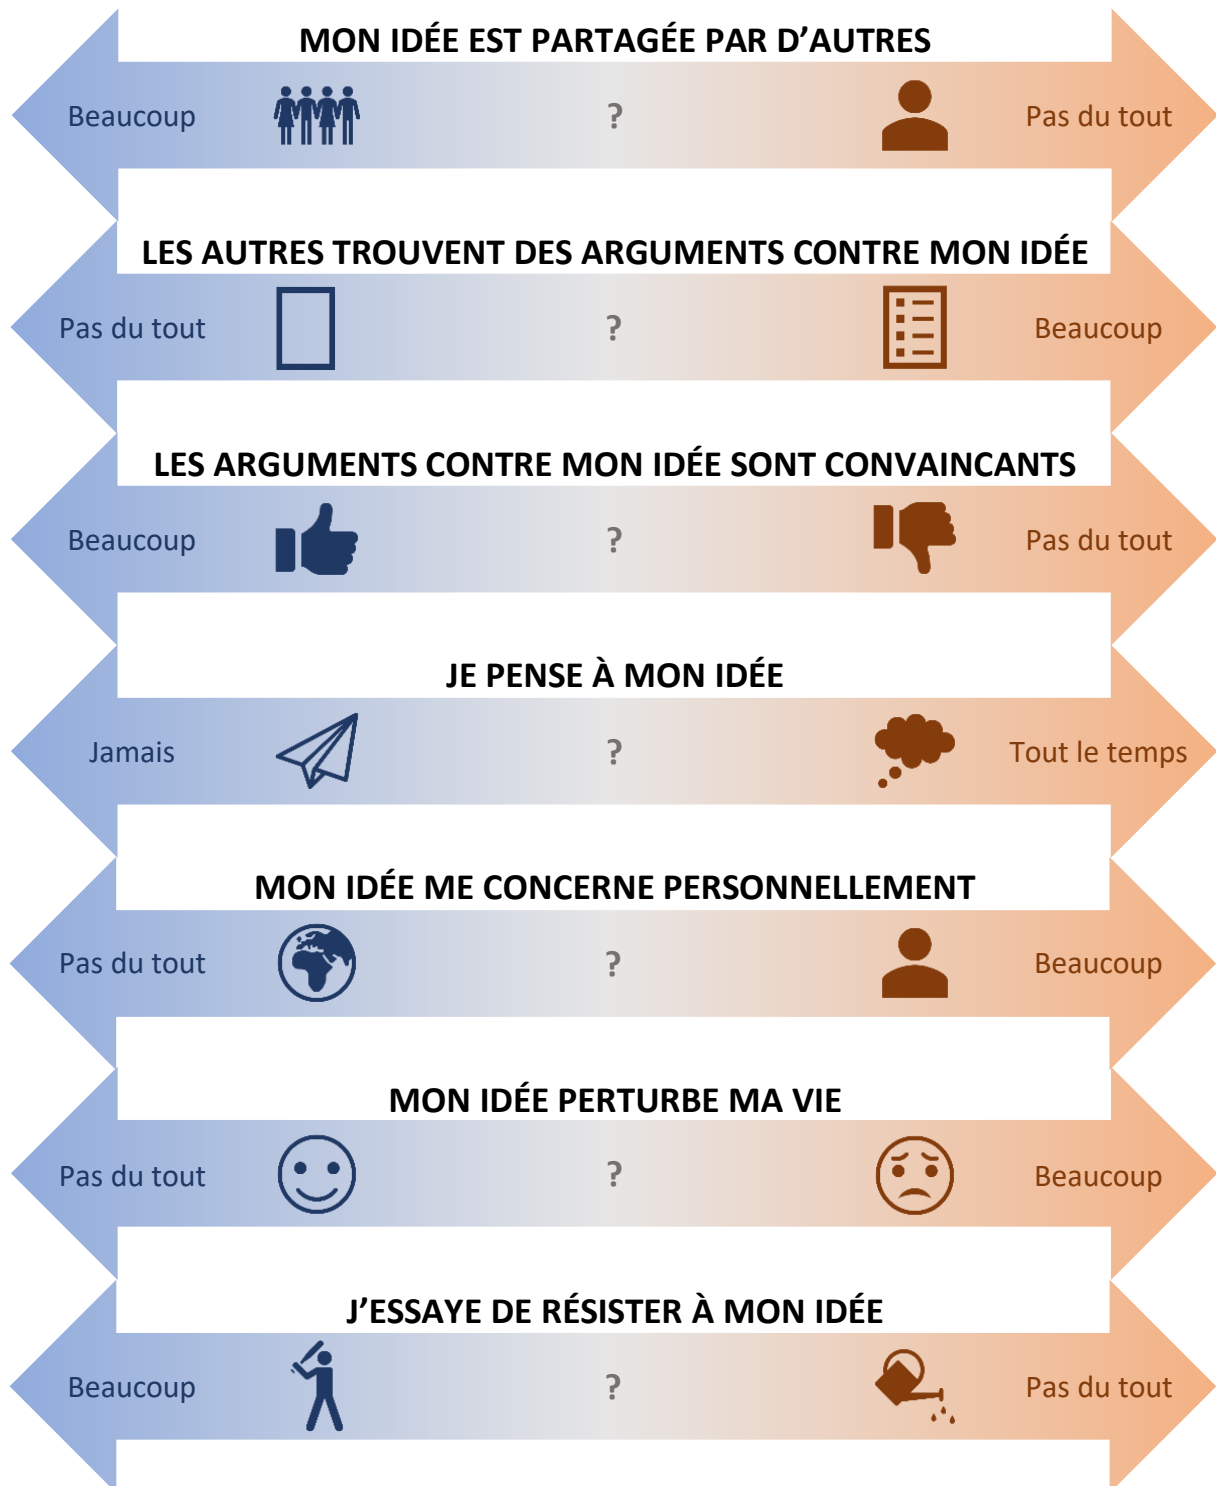 MON IDÉE EST PARTAGÉE PAR D'AUTRES
Beaucoup ? Pas du tout
LES AUTRES TROUVENT DES ARGUMENTS CONTRE MON IDÉE
Pas du tout ? Beaucoup
LES ARGUMENTS CONTRE MON IDÉE SONT CONVAINCANTS
Beaucoup ? Pas du tout
JE PENSE À MON IDÉE
Jamais ? Tout le temps
MON IDÉE ME CONCERNE PERSONNELLEMENT
Pas du tout ? Beaucoup
MON IDÉE PERTURBE MA VIE
Pas du tout ? Beaucoup
J'ESSAYE DE RÉSISTER À MON IDÉE
Beaucoup ? Pas du tout